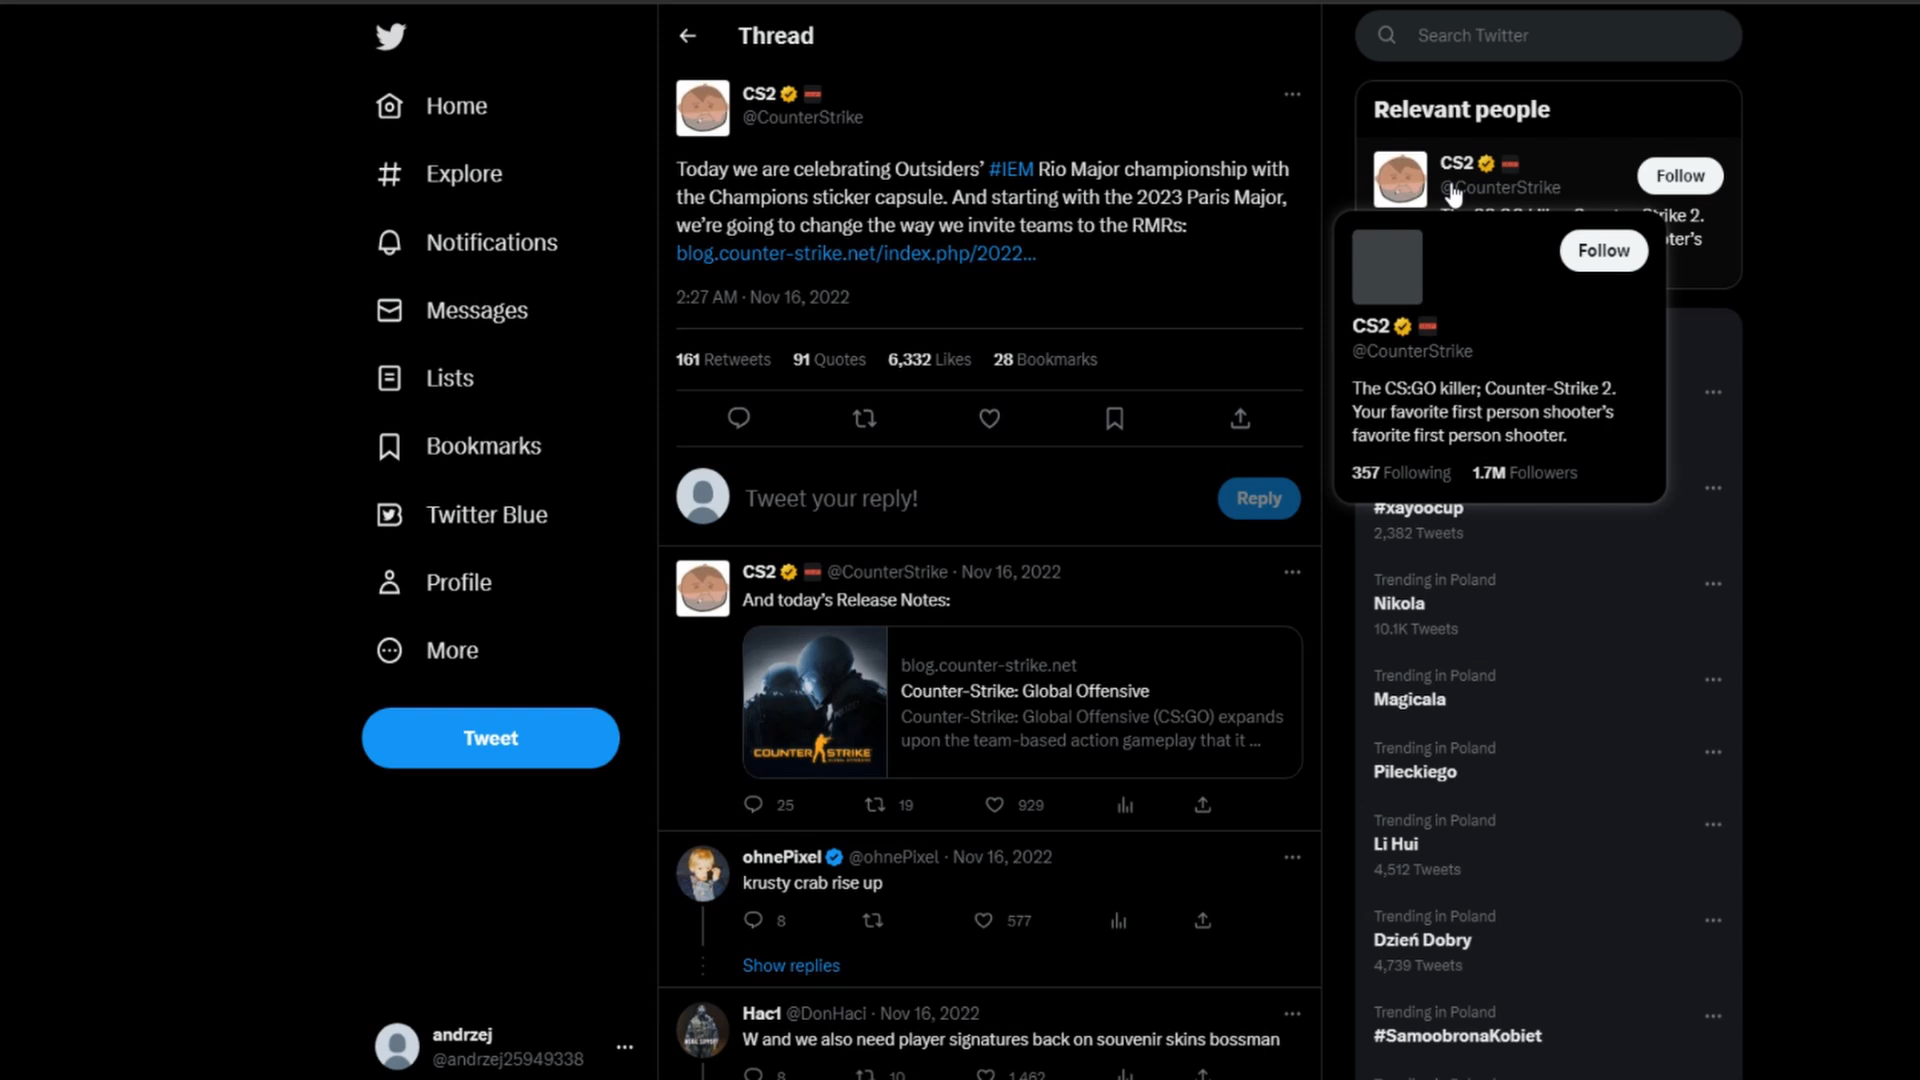 Home
Explore
Notifications
Messages
Lists
Bookmarks
Twitter Blue
Profile
More
Tweet
andrzej
@andrzej25949338
Thread
CS2
@CounterStrike
Today we are celebrating Outsiders’ #IEM Rio Major championship with
the Champions sticker capsule. And starting with the 2023 Paris Major,
we’re going to change the way we invite teams to the RMRs:
blog.counter-strike.net/index.php/2022...
2:27 AM · Nov 16, 2022
161 Retweets 91 Quotes 6,332 Likes 28 Bookmarks
Tweet your reply!
Reply
CS2 @CounterStrike · Nov 16, 2022
And today's Release Notes:
COUNTER STRIKE
blog.counter-strike.net
Counter-Strike: Global Offensive
Counter-Strike: Global Offensive (CS:GO) expands
upon the team-based action gameplay that it ...
25 19 929
ohnePixel @ohnePixel · Nov 16, 2022
krusty crab rise up
8 577
Show replies
Hac1 @DonHaci · Nov 16, 2022
W and we also need player signatures back on souvenir skins bossman
8 10 1,462
Search Twitter
Relevant people
CS2
@CounterStrike
Follow
Follow
CS2
@CounterStrike
The CS:GO killer; Counter-Strike 2.
Your favorite first person shooter's
favorite first person shooter.
357 Following 1.7M Followers
#xayoocup
2,382 Tweets
Trending in Poland
Nikola
10.1K Tweets
Trending in Poland
Magicala
Trending in Poland
Pileckiego
Trending in Poland
Li Hui
4,512 Tweets
Trending in Poland
Dzień Dobry
4,739 Tweets
Trending in Poland
#SamoobronaKobiet